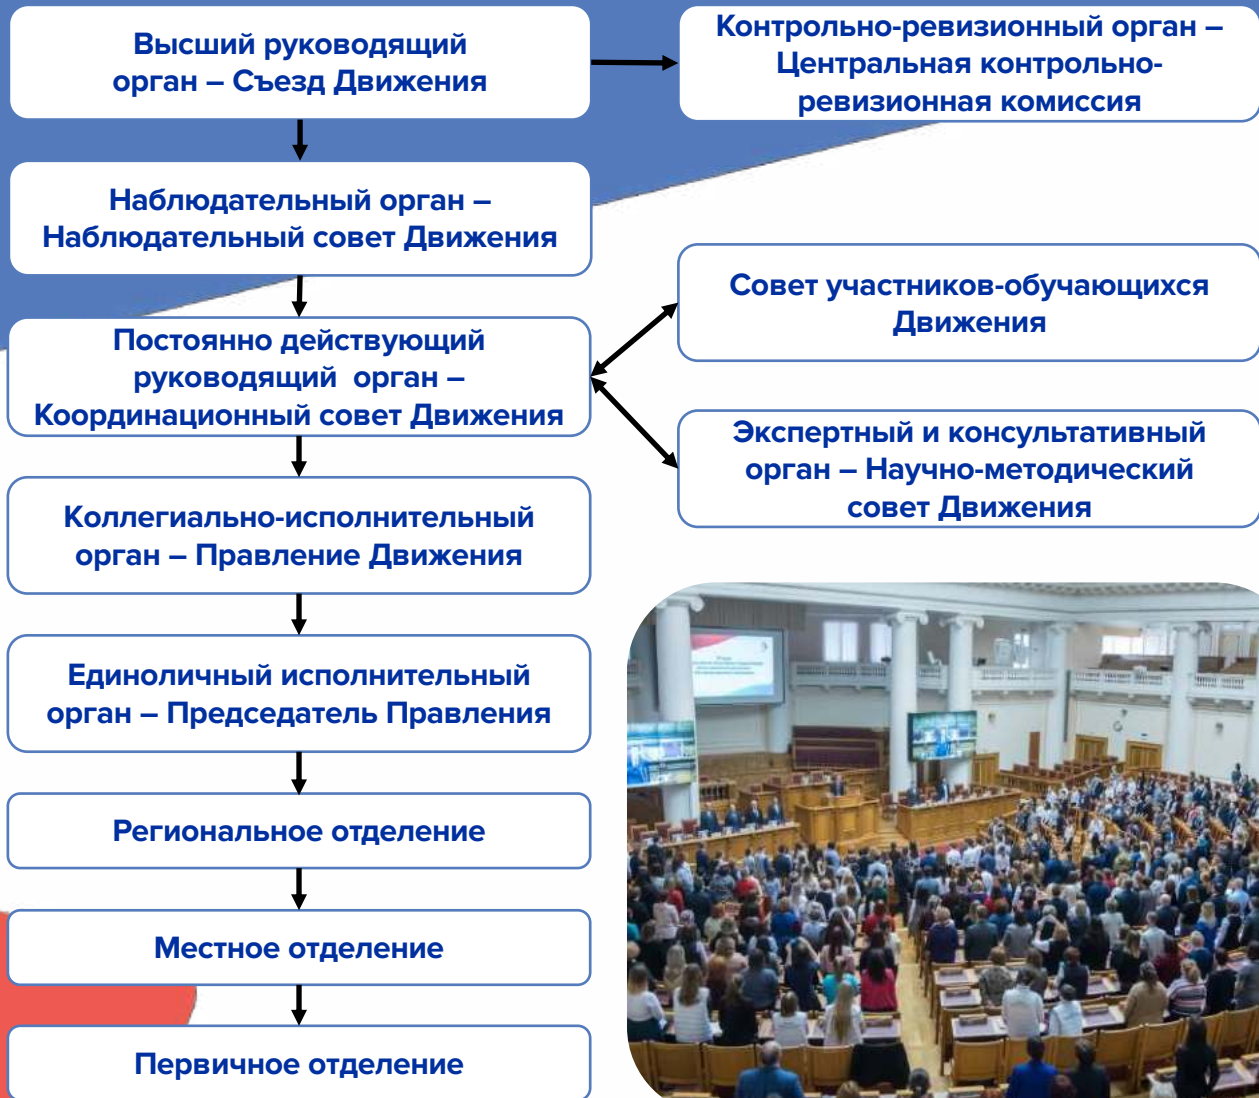 Высший руководящий
орган – Съезд Движения
Контрольно-ревизионный орган –
Центральная контрольно-
ревизионная комиссия
Наблюдательный орган –
Наблюдательный совет Движения
Постоянно действующий
руководящий орган –
Координационный совет Движения
Совет участников-обучающихся
Движения
Экспертный и консультативный
орган – Научно-методический
совет Движения
Коллегиально-исполнительный
орган – Правление Движения
Единоличный исполнительный
орган – Председатель Правления
Региональное отделение
Местное отделение
Первичное отделение